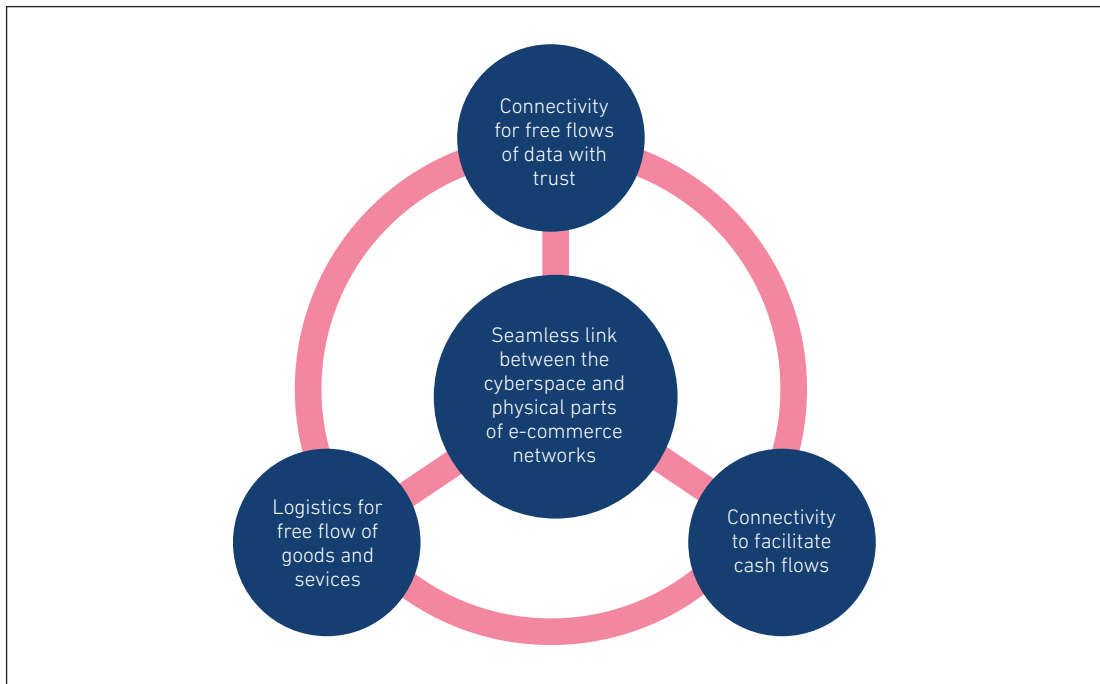 Connectivity
for free flows
of data with
trust
Seamless link
between the
cyberspace and
physical parts
of e-commerce
networks
Logistics for
free flow of
goods and
sevices
Connectivity
to facilitate
cash flows